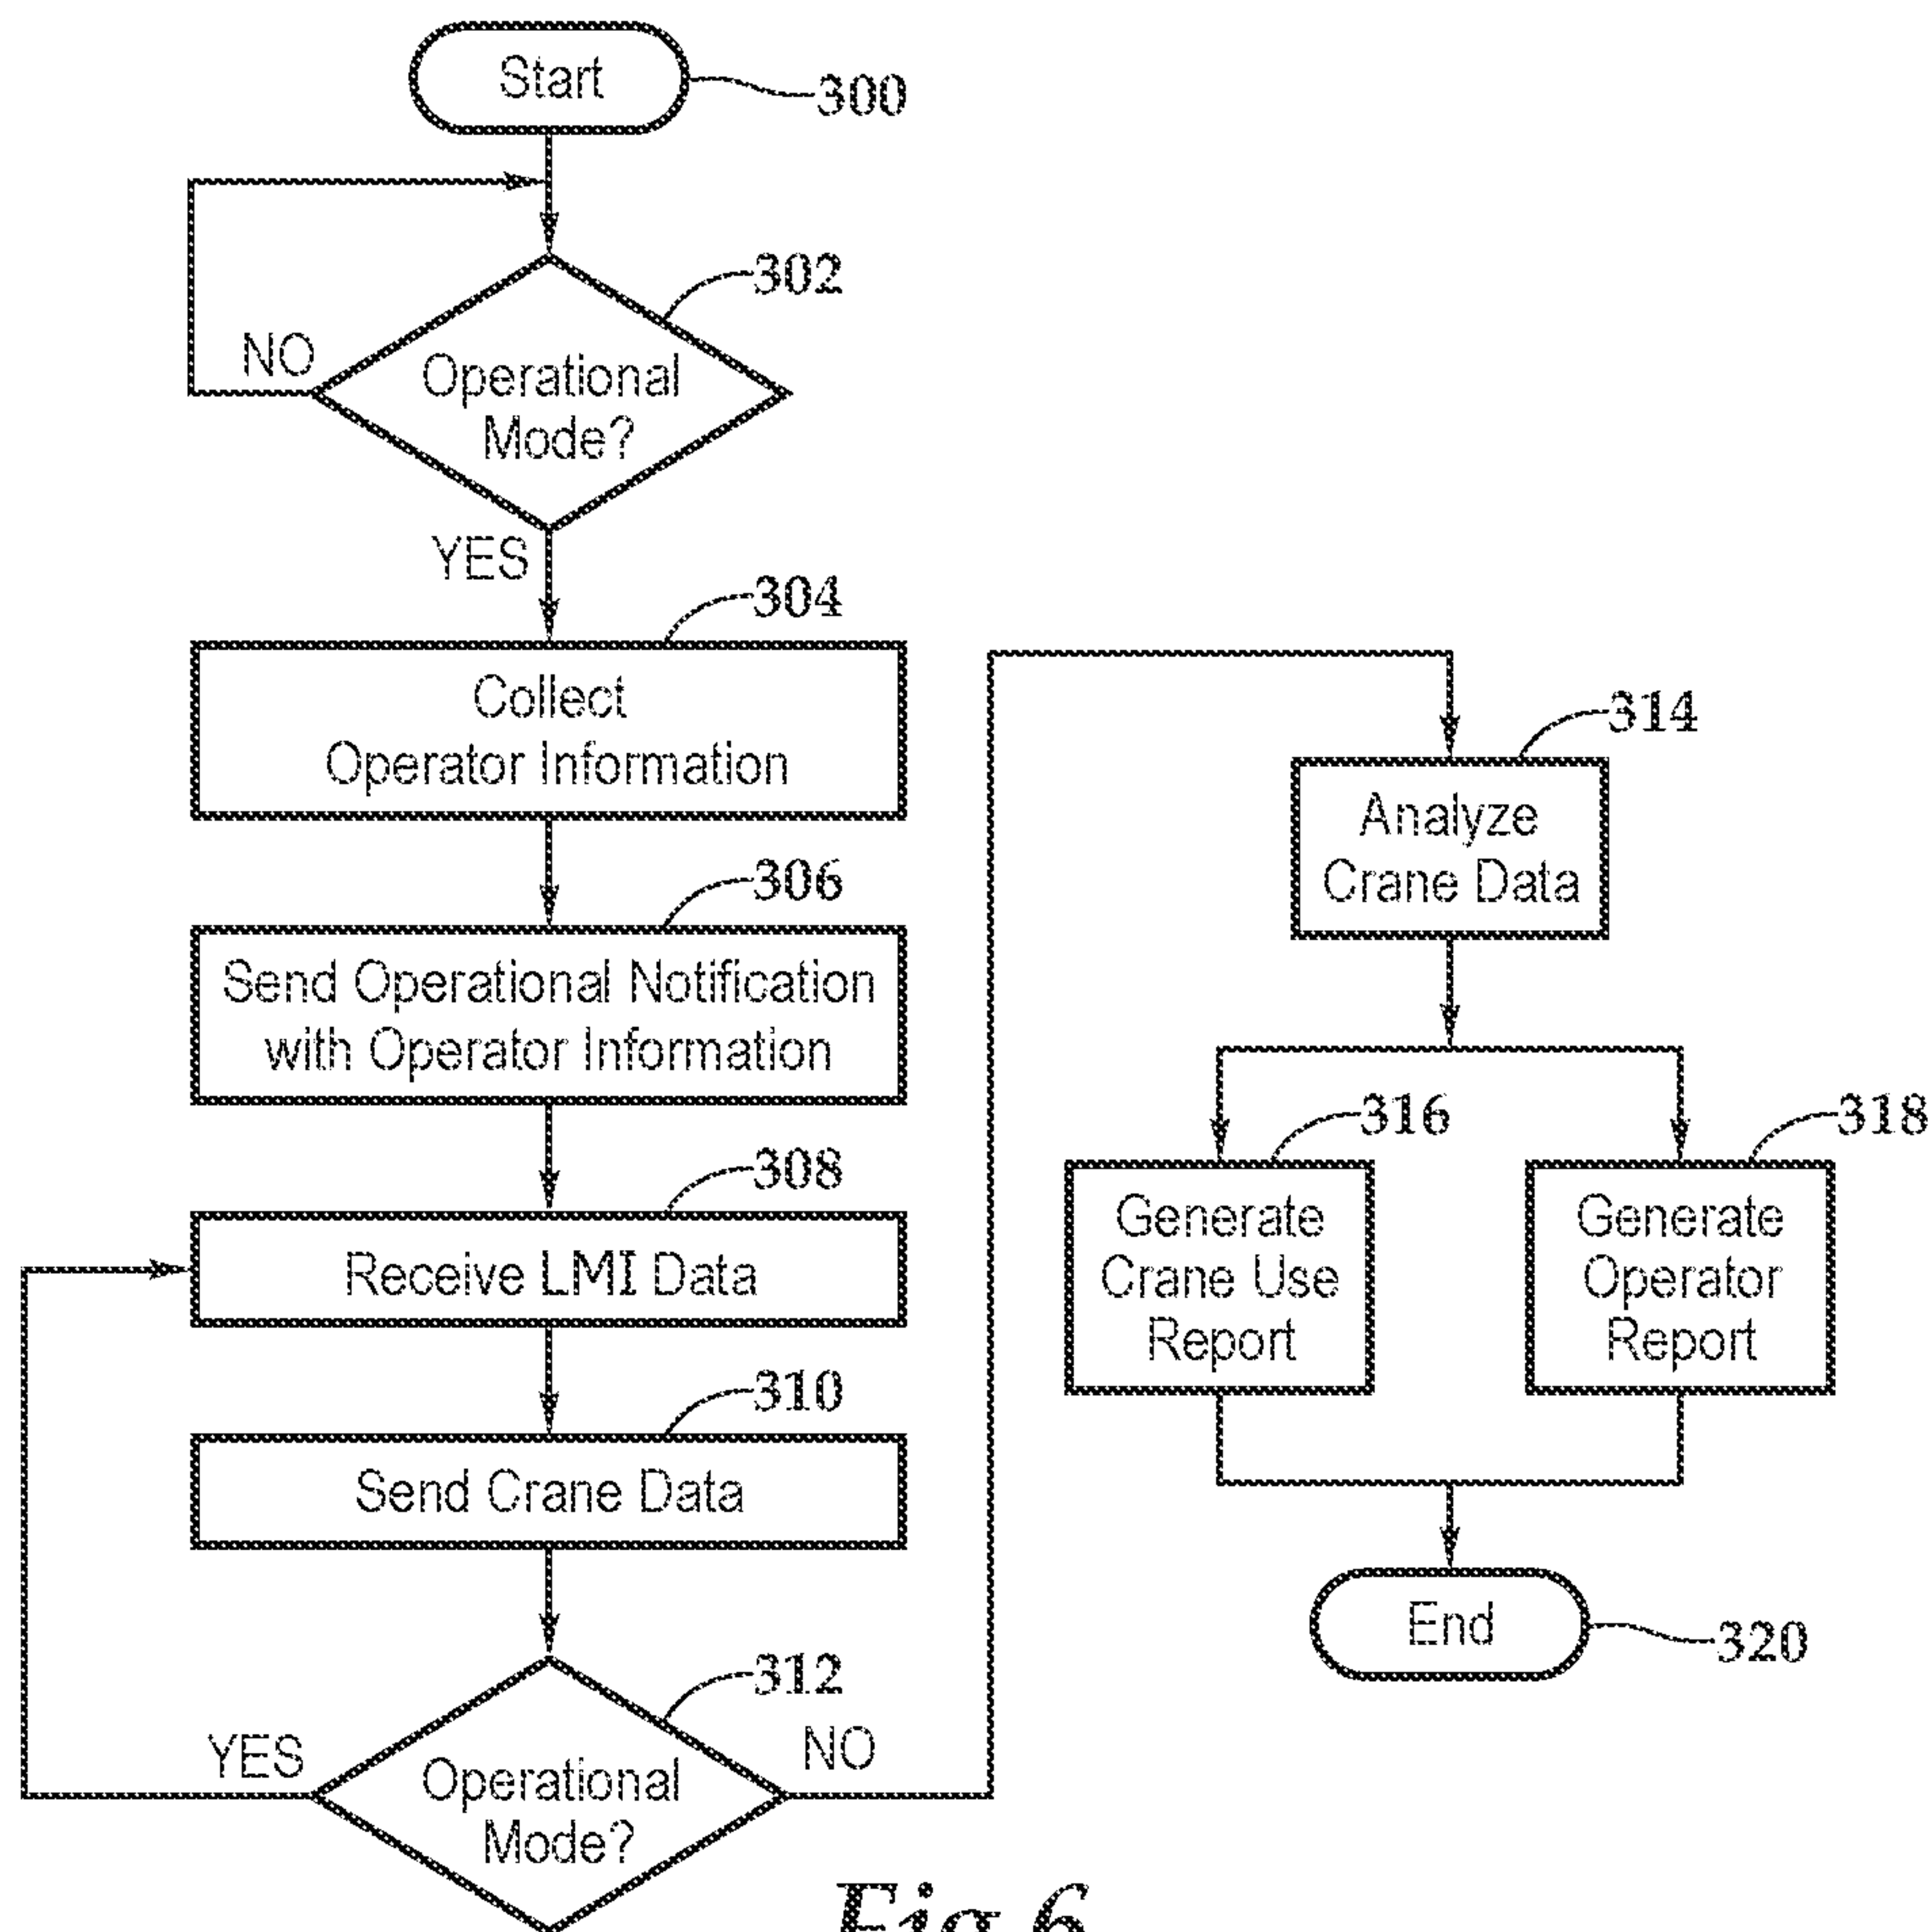 Start
300
302
NO
Operational
Mode?
YES
304
Collect
Operator Information
306
Send Operational Notification
with Operator Information
308
Receive LMI Data
310
Send Crane Data
312
YES
NO
Operational
Mode?
314
Analyze
Crane Data
316
Generate
Crane Use
Report
318
Generate
Operator
Report
End
320
Fig. 6